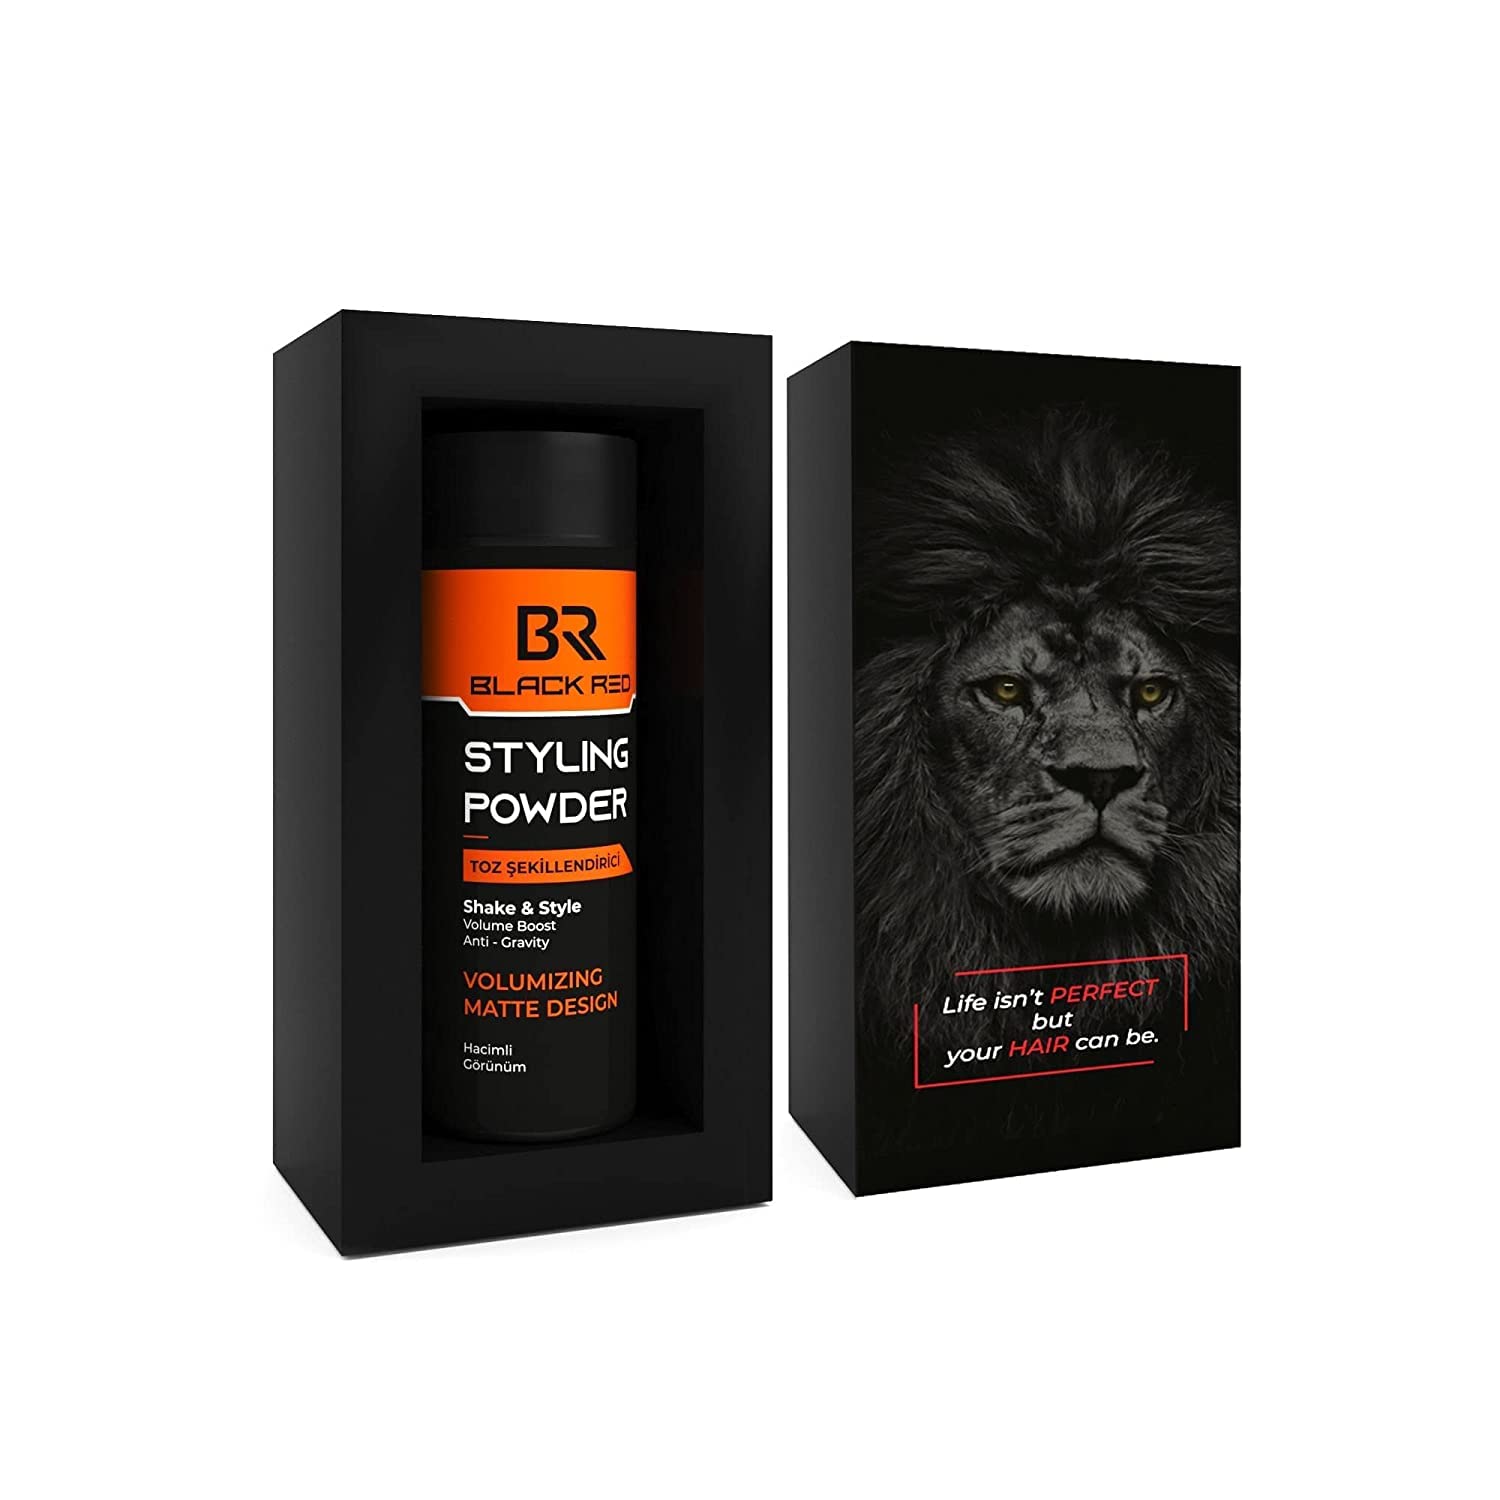 BR
BLACK RED
STYLING
POWDER
TOZ ŞEKİLLENDİRİCİ
Shake & Style
Volume Boost
Anti - Gravity
VOLUMIZING
MATTE DESIGN
Hacimli
Görünüm
Life isn't PERFECT
but
your HAIR can be.